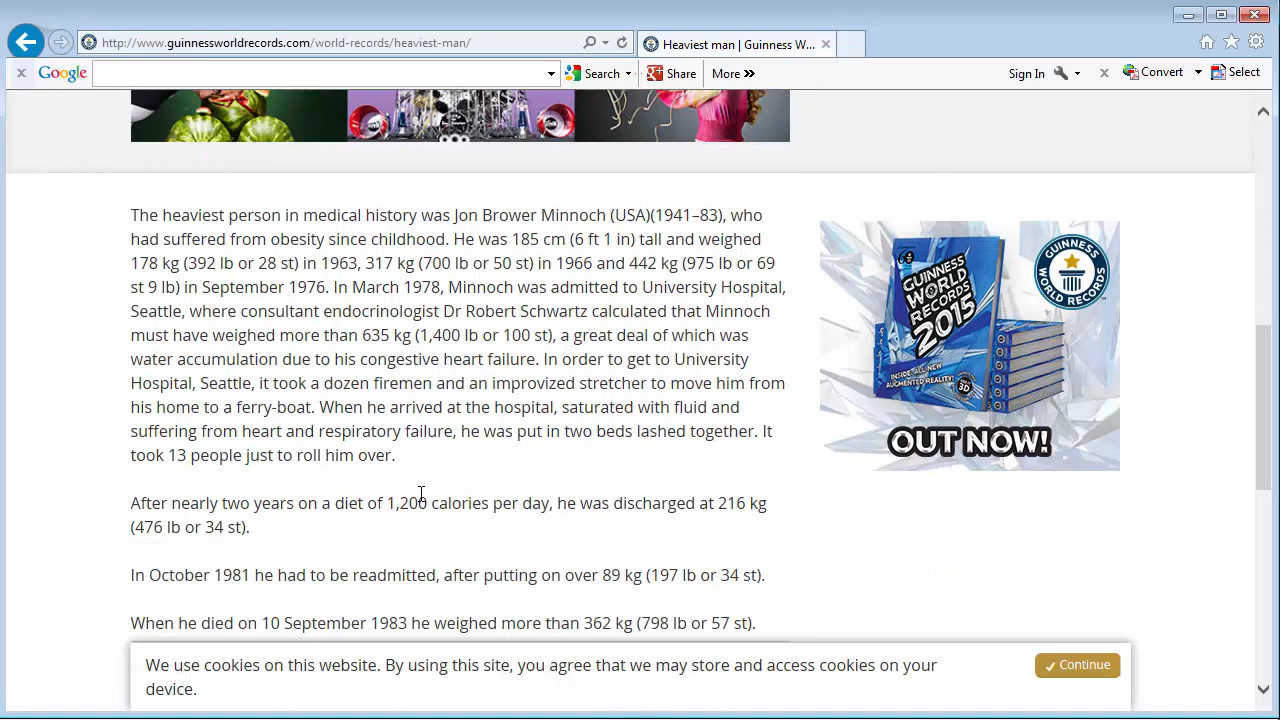 http://www.guinnessworldrecords.com/world-records/heaviest-man/
Heaviest man | Guinness W...
Google
Search
Share
More »
Sign In
Convert
Select
The heaviest person in medical history was Jon Brower Minnoch (USA)(1941–83), who
had suffered from obesity since childhood. He was 185 cm (6 ft 1 in) tall and weighed
178 kg (392 lb or 28 st) in 1963, 317 kg (700 lb or 50 st) in 1966 and 442 kg (975 lb or 69
st 9 lb) in September 1976. In March 1978, Minnoch was admitted to University Hospital,
Seattle, where consultant endocrinologist Dr Robert Schwartz calculated that Minnoch
must have weighed more than 635 kg (1,400 lb or 100 st), a great deal of which was
water accumulation due to his congestive heart failure. In order to get to University
Hospital, Seattle, it took a dozen firemen and an improvized stretcher to move him from
his home to a ferry-boat. When he arrived at the hospital, saturated with fluid and
suffering from heart and respiratory failure, he was put in two beds lashed together. It
took 13 people just to roll him over.
After nearly two years on a diet of 1,200 calories per day, he was discharged at 216 kg
(476 lb or 34 st).
In October 1981 he had to be readmitted, after putting on over 89 kg (197 lb or 34 st).
When he died on 10 September 1983 he weighed more than 362 kg (798 lb or 57 st).
GUINNESS
WORLD
RECORDS
2015
INSIDE: ALL-NEW
AUGMENTED REALITY!
3D
GUINNESS
WORLD RECORDS
OUT NOW!
We use cookies on this website. By using this site, you agree that we may store and access cookies on your
device.
Continue